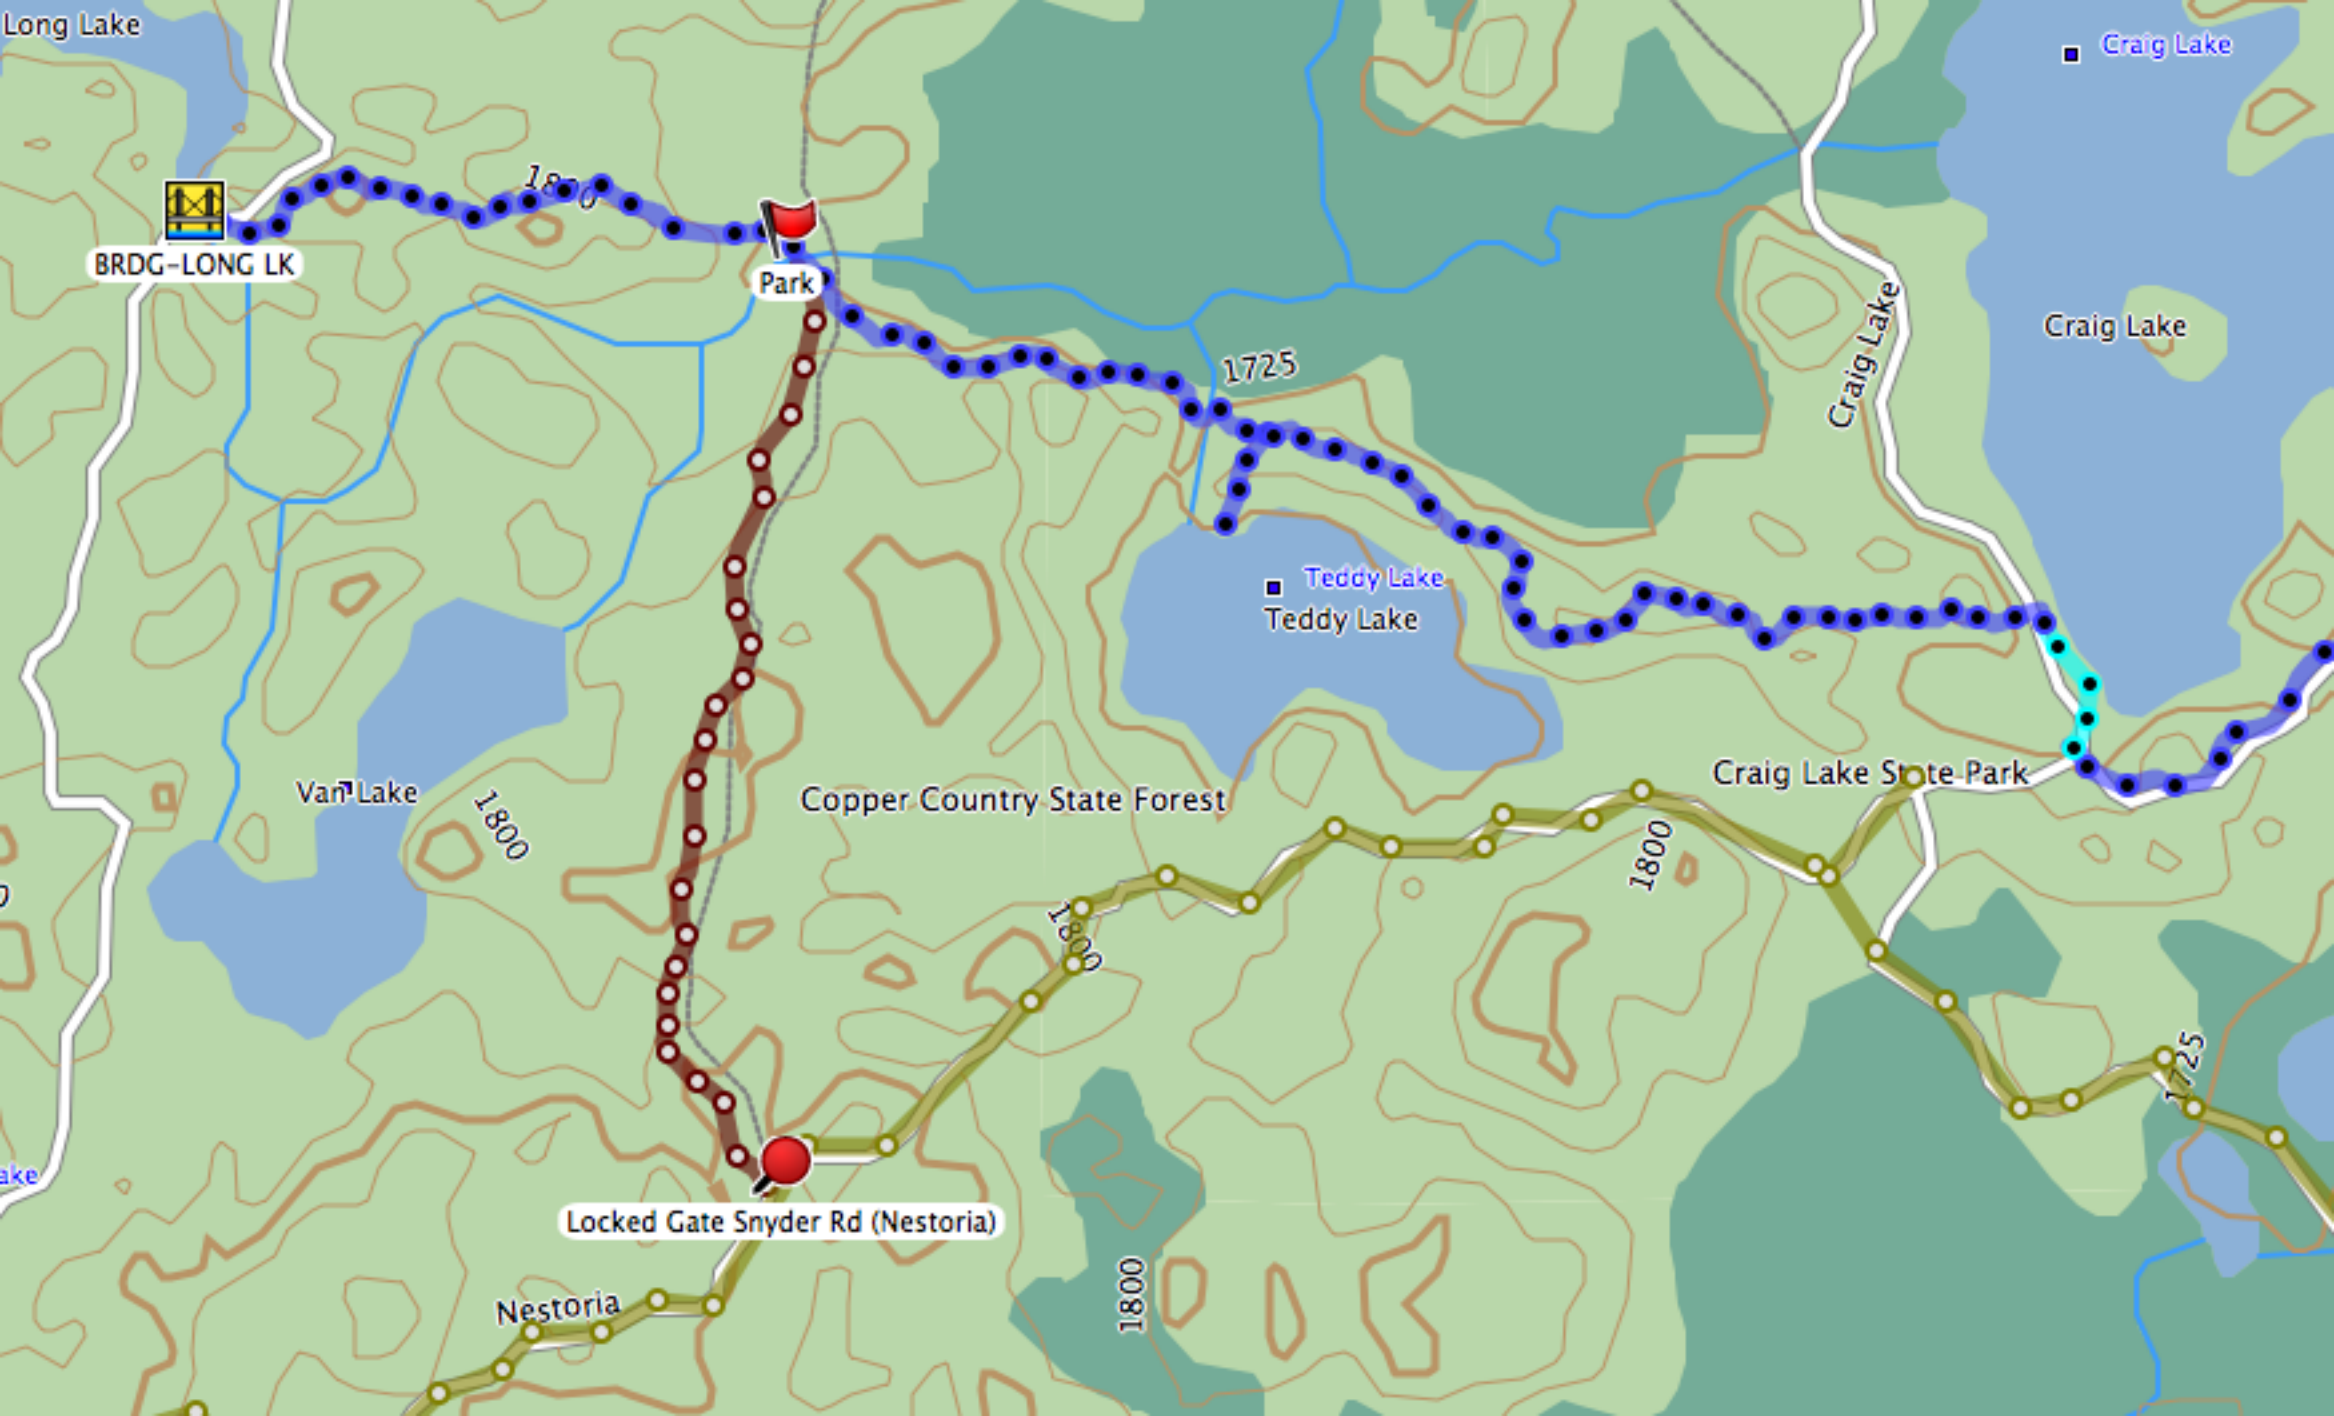 Long Lake
Craig Lake
1800
BRDG-LONG LK
Park
Craig Lake
Craig Lake
1725
Teddy Lake
Teddy Lake
Van Lake
1800
Copper Country State Forest
Craig Lake State Park
1800
1800
1725
ake
Locked Gate Snyder Rd (Nestoria)
Nestoria
1800